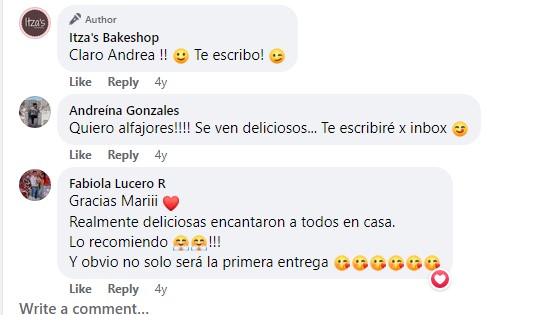 Itza's
Author
Itza's Bakeshop
Claro Andrea !! 🙂 Te escribo! 😉
Like Reply 4y
Andreína Gonzales
Quiero alfajores!!!! Se ven deliciosos... Te escribiré x inbox 😋
Like Reply 4y
Fabiola Lucero R
Gracias Mariii ❤️
Realmente deliciosas encantaron a todos en casa.
Lo recomiendo 🤗🤗!!!
Y obvio no solo será la primera entrega 😘😘😘😘😘😘
Like Reply 4y
Write a comment...